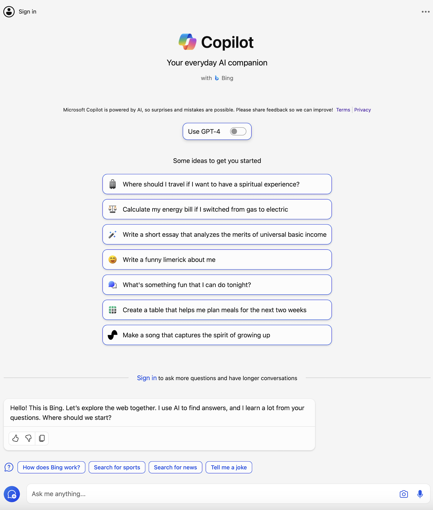 Sign in
Copilot
Your everyday AI companion
with Bing
Microsoft Copilot is powered by AI, so surprises and mistakes are possible. Please share feedback so we can improve! Terms | Privacy
Use GPT-4
Some ideas to get you started
Where should I travel if I want to have a spiritual experience?
Calculate my energy bill if I switched from gas to electric
Write a short essay that analyzes the merits of universal basic income
Write a funny limerick about me
What's something fun that I can do tonight?
Create a table that helps me plan meals for the next two weeks
Make a song that captures the spirit of growing up
Sign in to ask more questions and have longer conversations
Hello! This is Bing. Let's explore the web together. I use AI to find answers, and I learn a lot from your
questions. Where should we start?
How does Bing work? Search for sports Search for news Tell me a joke
Ask me anything...